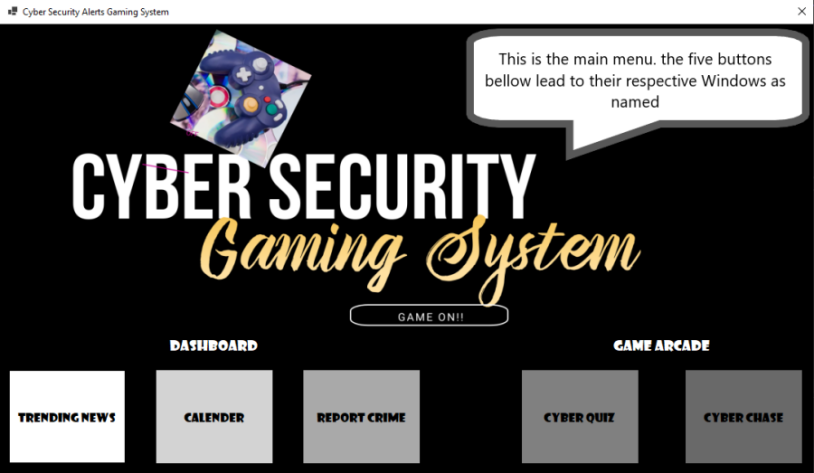 Cyber Security Alerts Gaming System
This is the main menu. the five buttons
bellow lead to their respective Windows as
named
CYBER SECURITY
Gaming System
GAME ON!!
DASHBOARD
GAME ARCADE
TRENDING NEWS
CALENDER
REPORT CRIME
CYBER QUIZ
CYBER CHASE